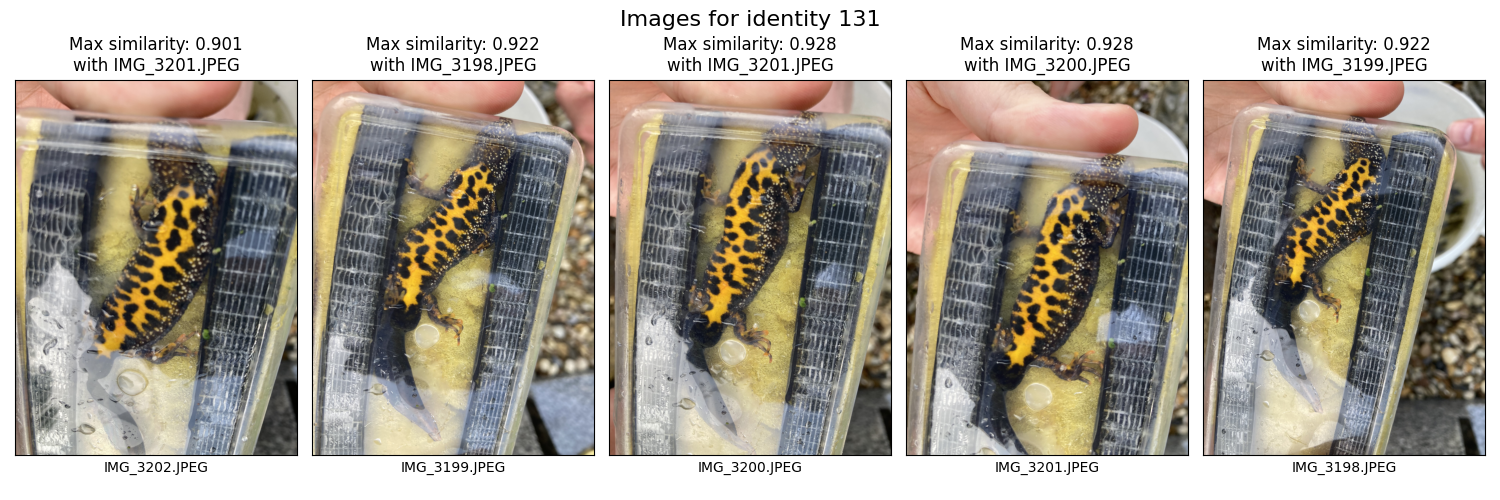 Images for identity 131
Max similarity: 0.901
with IMG_3201.JPEG
Max similarity: 0.922
with IMG_3198.JPEG
Max similarity: 0.928
with IMG_3201.JPEG
Max similarity: 0.928
with IMG_3200.JPEG
Max similarity: 0.922
with IMG_3199.JPEG
IMG_3202.JPEG
IMG_3199.JPEG
IMG_3200.JPEG
IMG_3201.JPEG
IMG_3198.JPEG